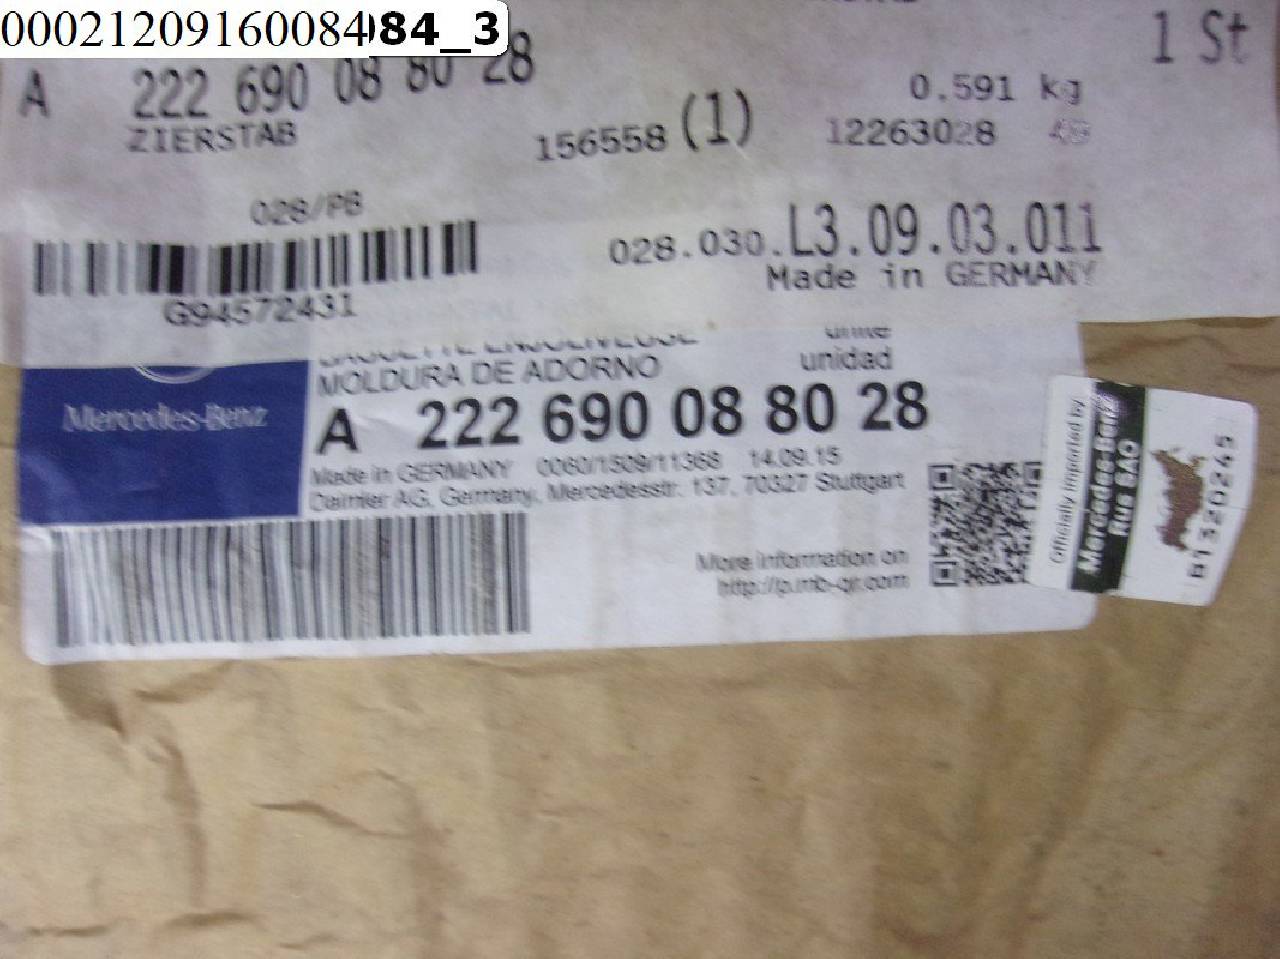 00021209160084
84_3
1 St
A 222 690 08 80 28
0.591 kg
ZIERSTAB
156558 (1) 12263028
028/PB
028.030.L3.09.03.011
Made in GERMANY
G94572431
unité
MOLDURA DE ADORNO unidad
Mercedes-Benz
A 222 690 08 80 28
Made in GERMANY 0060/1509/11368 14.09.15
Daimler AG, Germany, Mercedesstr. 137, 70327 Stuttgart
More information on
http://p.mb-qr.com
Officially imported by
Mercedes-Benz
Rus SAO
B1320245